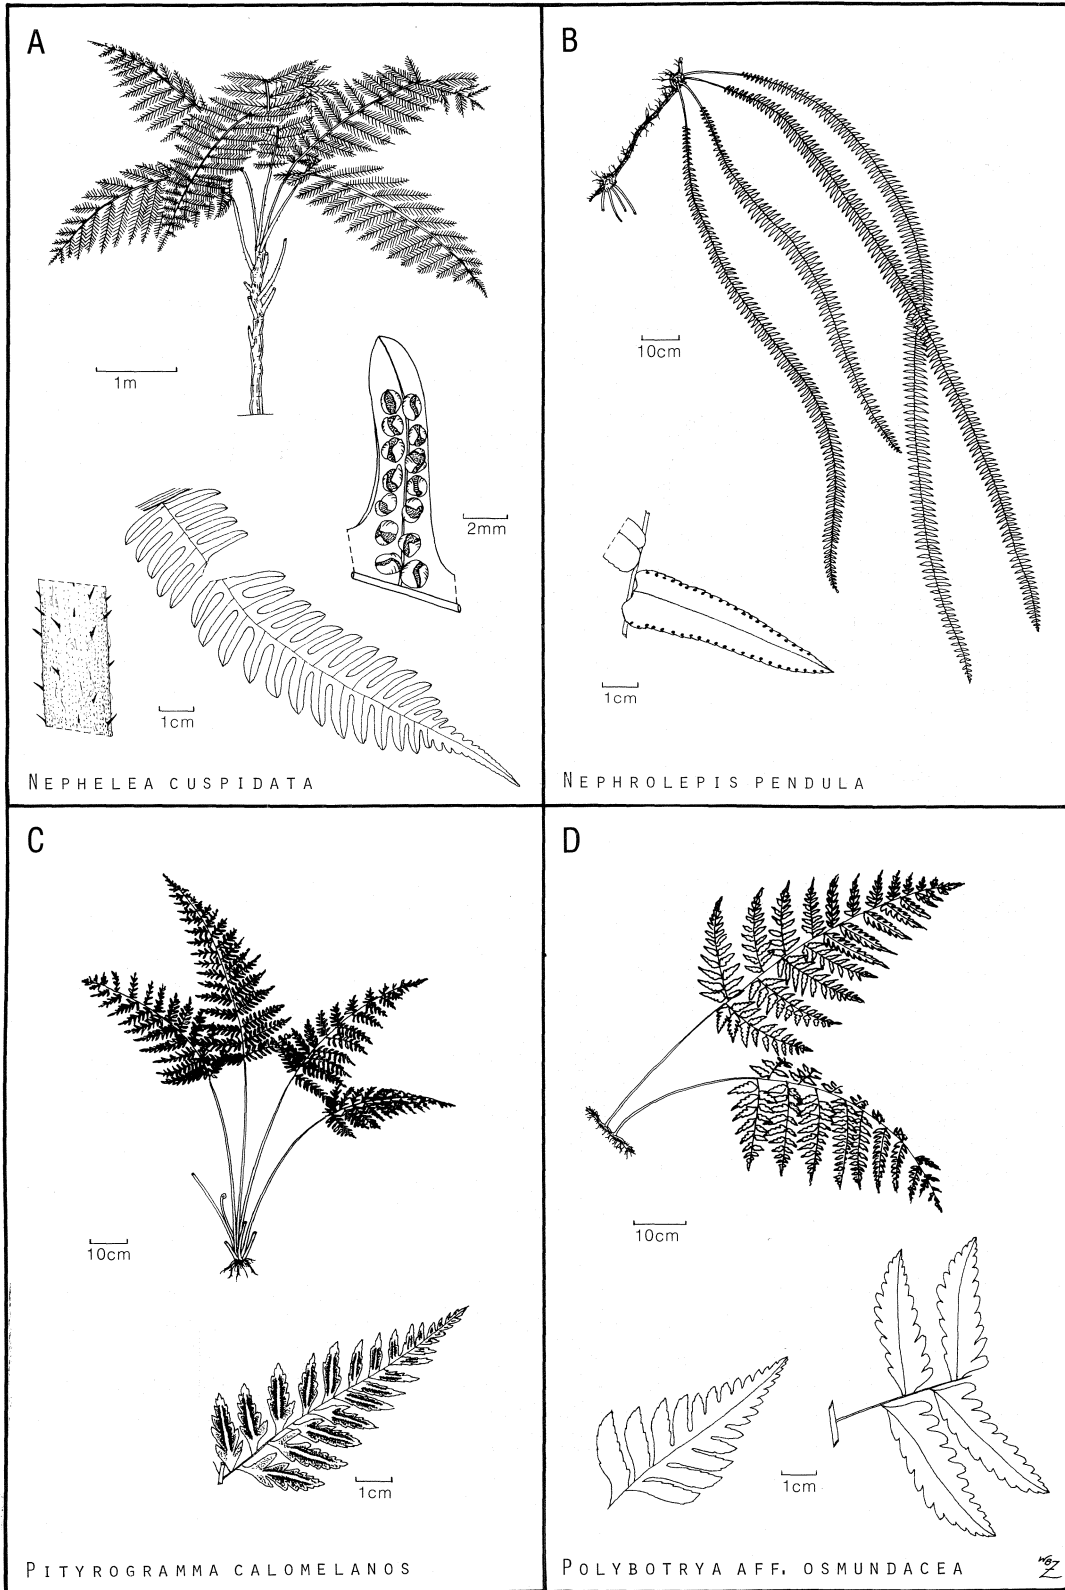 A
1m
2mm
1cm
NEPHELEA CUSPIDATA
B
10cm
1cm
NEPHROLEPIS PENDULA
C
10cm
1cm
PITYROGRAMMA CALOMELANOS
D
10cm
1cm
POLYBOTRYA AFF. OSMUNDACEA